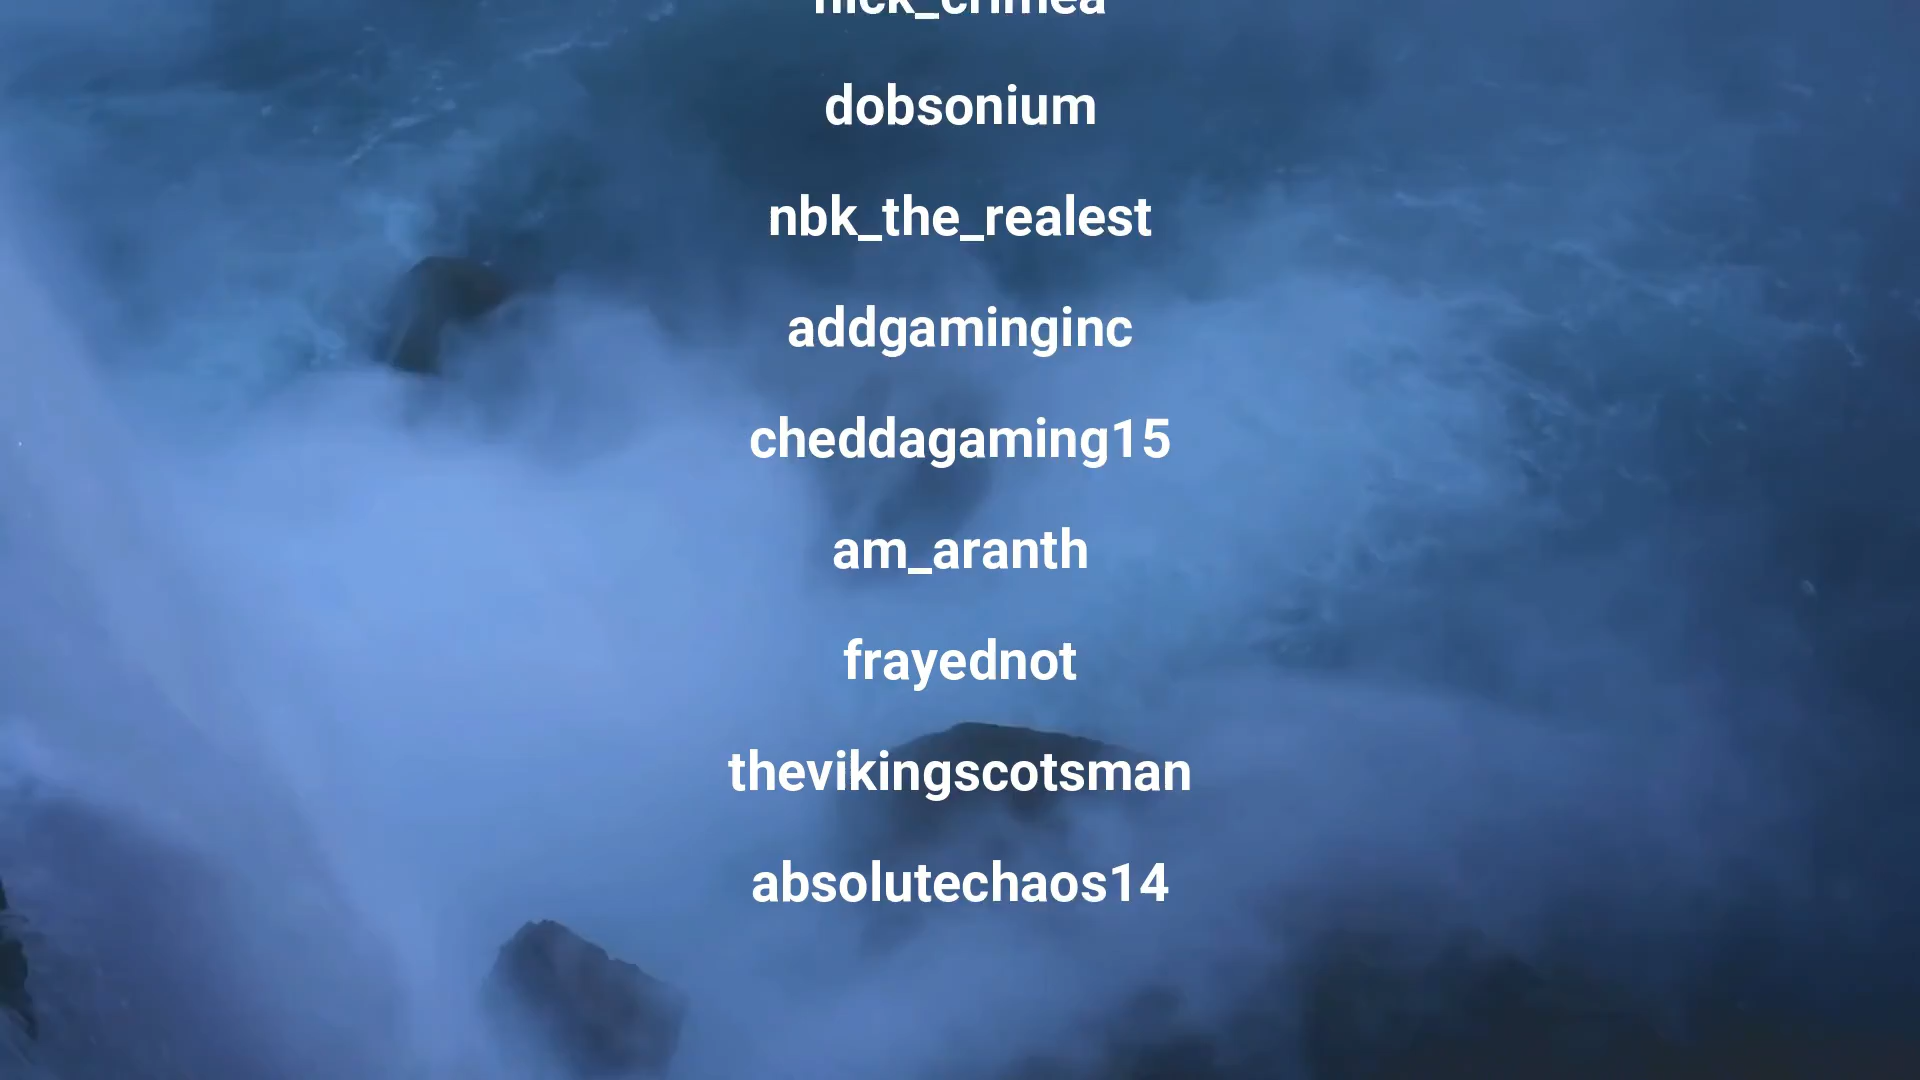 dobsonium
nbk_the_realest
addgaminginc
cheddagaming15
am_aranth
frayednot
thevikingscotsman
absolutechaos14